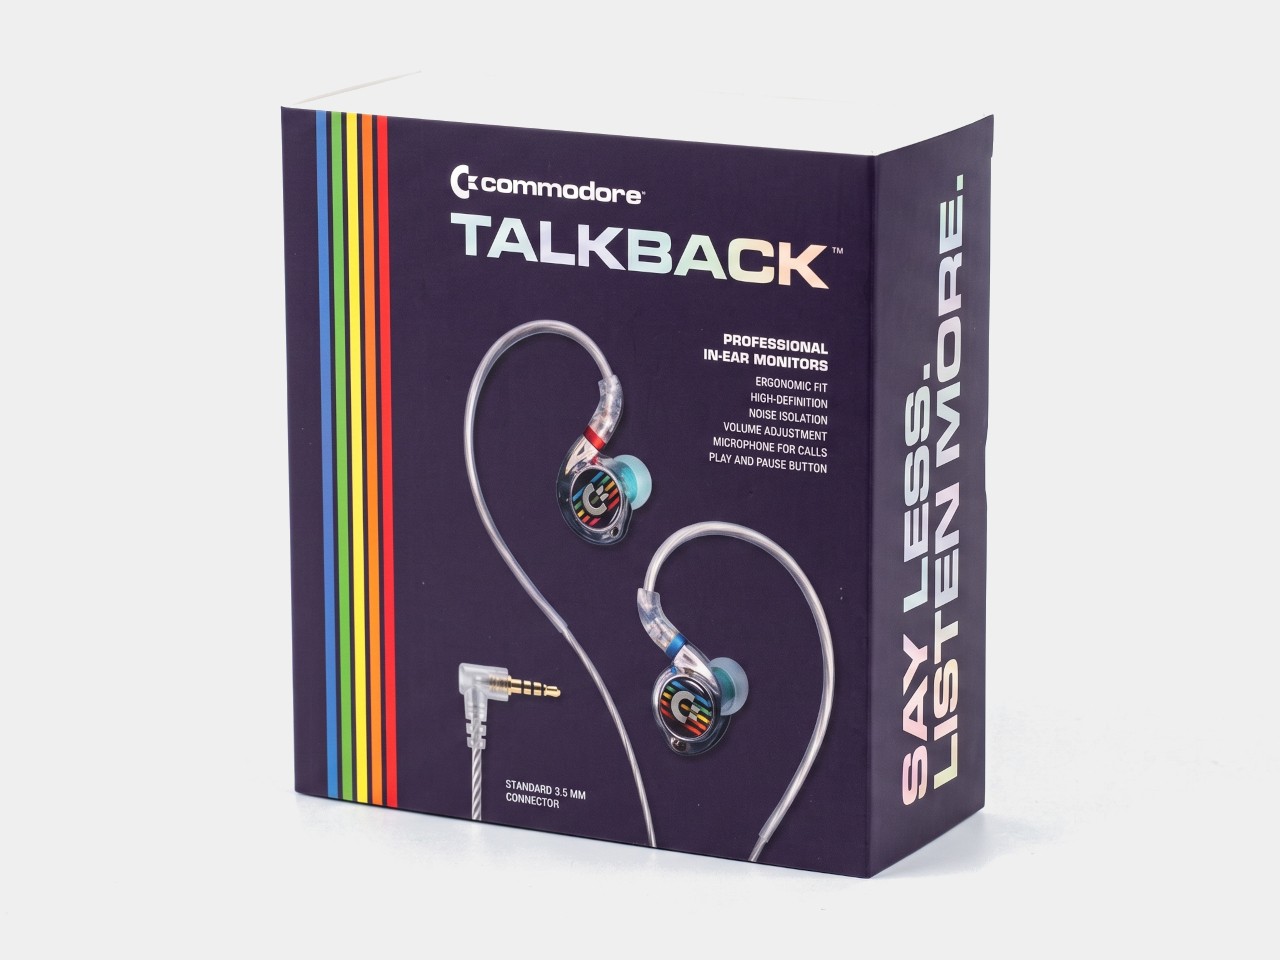 commodore®
TALKBACK™
PROFESSIONAL
IN-EAR MONITORS
ERGONOMIC FIT
HIGH-DEFINITION
NOISE ISOLATION
VOLUME ADJUSTMENT
MICROPHONE FOR CALLS
PLAY AND PAUSE BUTTON
STANDARD 3.5 MM
CONNECTOR
SAY LESS.
LISTEN MORE.